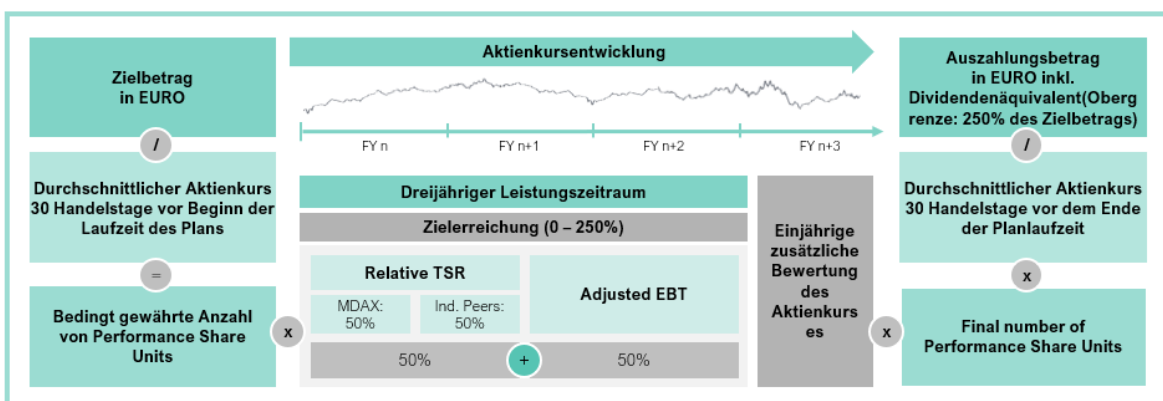 Zielbetrag
in EURO
/
Durchschnittlicher Aktienkurs
30 Handelstage vor Beginn der
Laufzeit des Plans
=
Bedingt gewährte Anzahl
von Performance Share
Units
x
Aktienkursentwicklung
FY n
FY n+1
FY n+2
FY n+3
Dreijähriger Leistungszeitraum
Zielerreichung (0 – 250%)
Relative TSR
MDAX:
50%
Ind. Peers:
50%
Adjusted EBT
50%
+
50%
Einjährige
zusätzliche
Bewertung
des
Aktienkurs
es
x
Auszahlungsbetrag
in EURO inkl.
Dividendenäquivalent(Oberg
renze: 250% des Zielbetrags)
/
Durchschnittlicher Aktienkurs
30 Handelstage vor dem Ende
der Planlaufzeit
x
Final number of
Performance Share Units